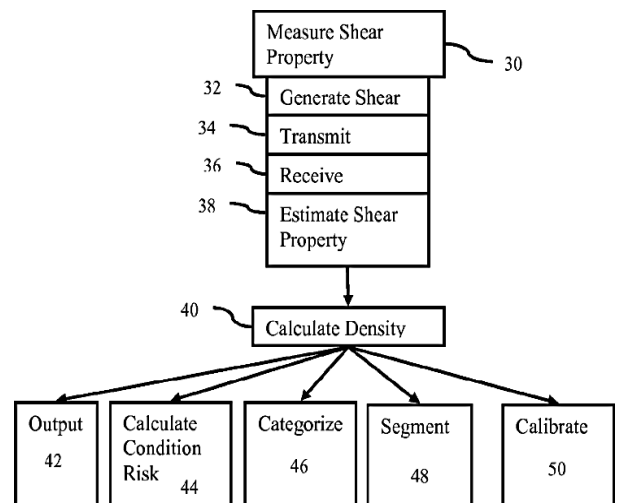 Measure Shear
Property
30
32
Generate Shear
34
Transmit
36
Receive
38
Estimate Shear
Property
40
Calculate Density
Output
42
Calculate
Condition
Risk
44
Categorize
46
Segment
48
Calibrate
50